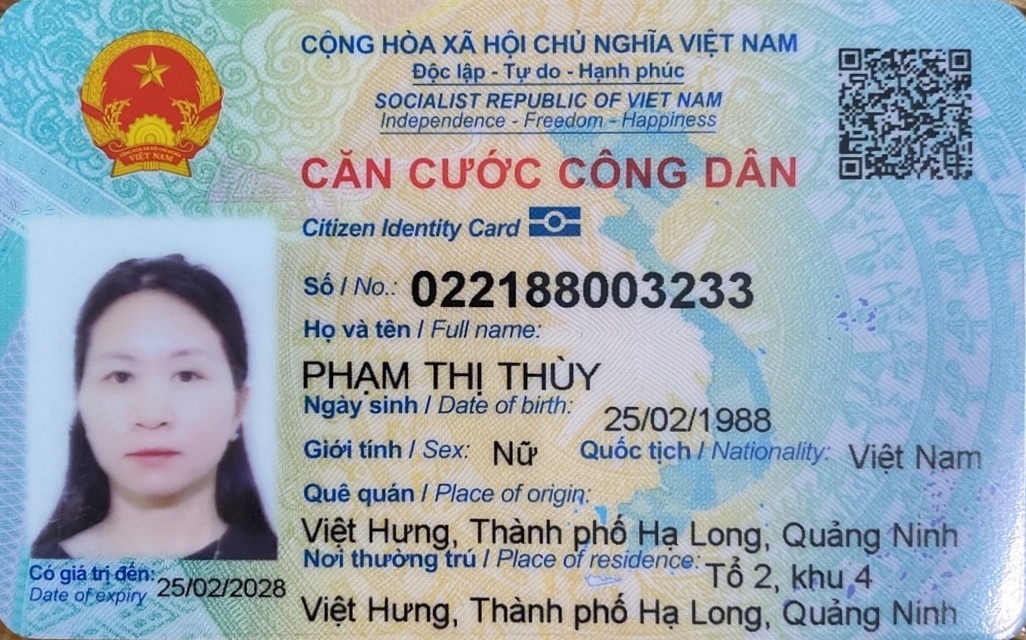 CỘNG HÒA XÃ HỘI CHỦ NGHĨA VIỆT NAM
Độc lập - Tự do - Hạnh phúc
SOCIALIST REPUBLIC OF VIET NAM
Independence - Freedom - Happiness
CĂN CƯỚC CÔNG DÂN
Citizen Identity Card
Số / No.: 022188003233
Họ và tên / Full name:
PHẠM THỊ THÙY
Ngày sinh / Date of birth: 25/02/1988
Giới tính / Sex: Nữ Quốc tịch / Nationality: Việt Nam
Quê quán / Place of origin:
Việt Hưng, Thành phố Hạ Long, Quảng Ninh
Nơi thường trú / Place of residence: Tổ 2, khu 4
Việt Hưng, Thành phố Hạ Long, Quảng Ninh
Có giá trị đến: 25/02/2028
Date of expiry
VIỆT NAM